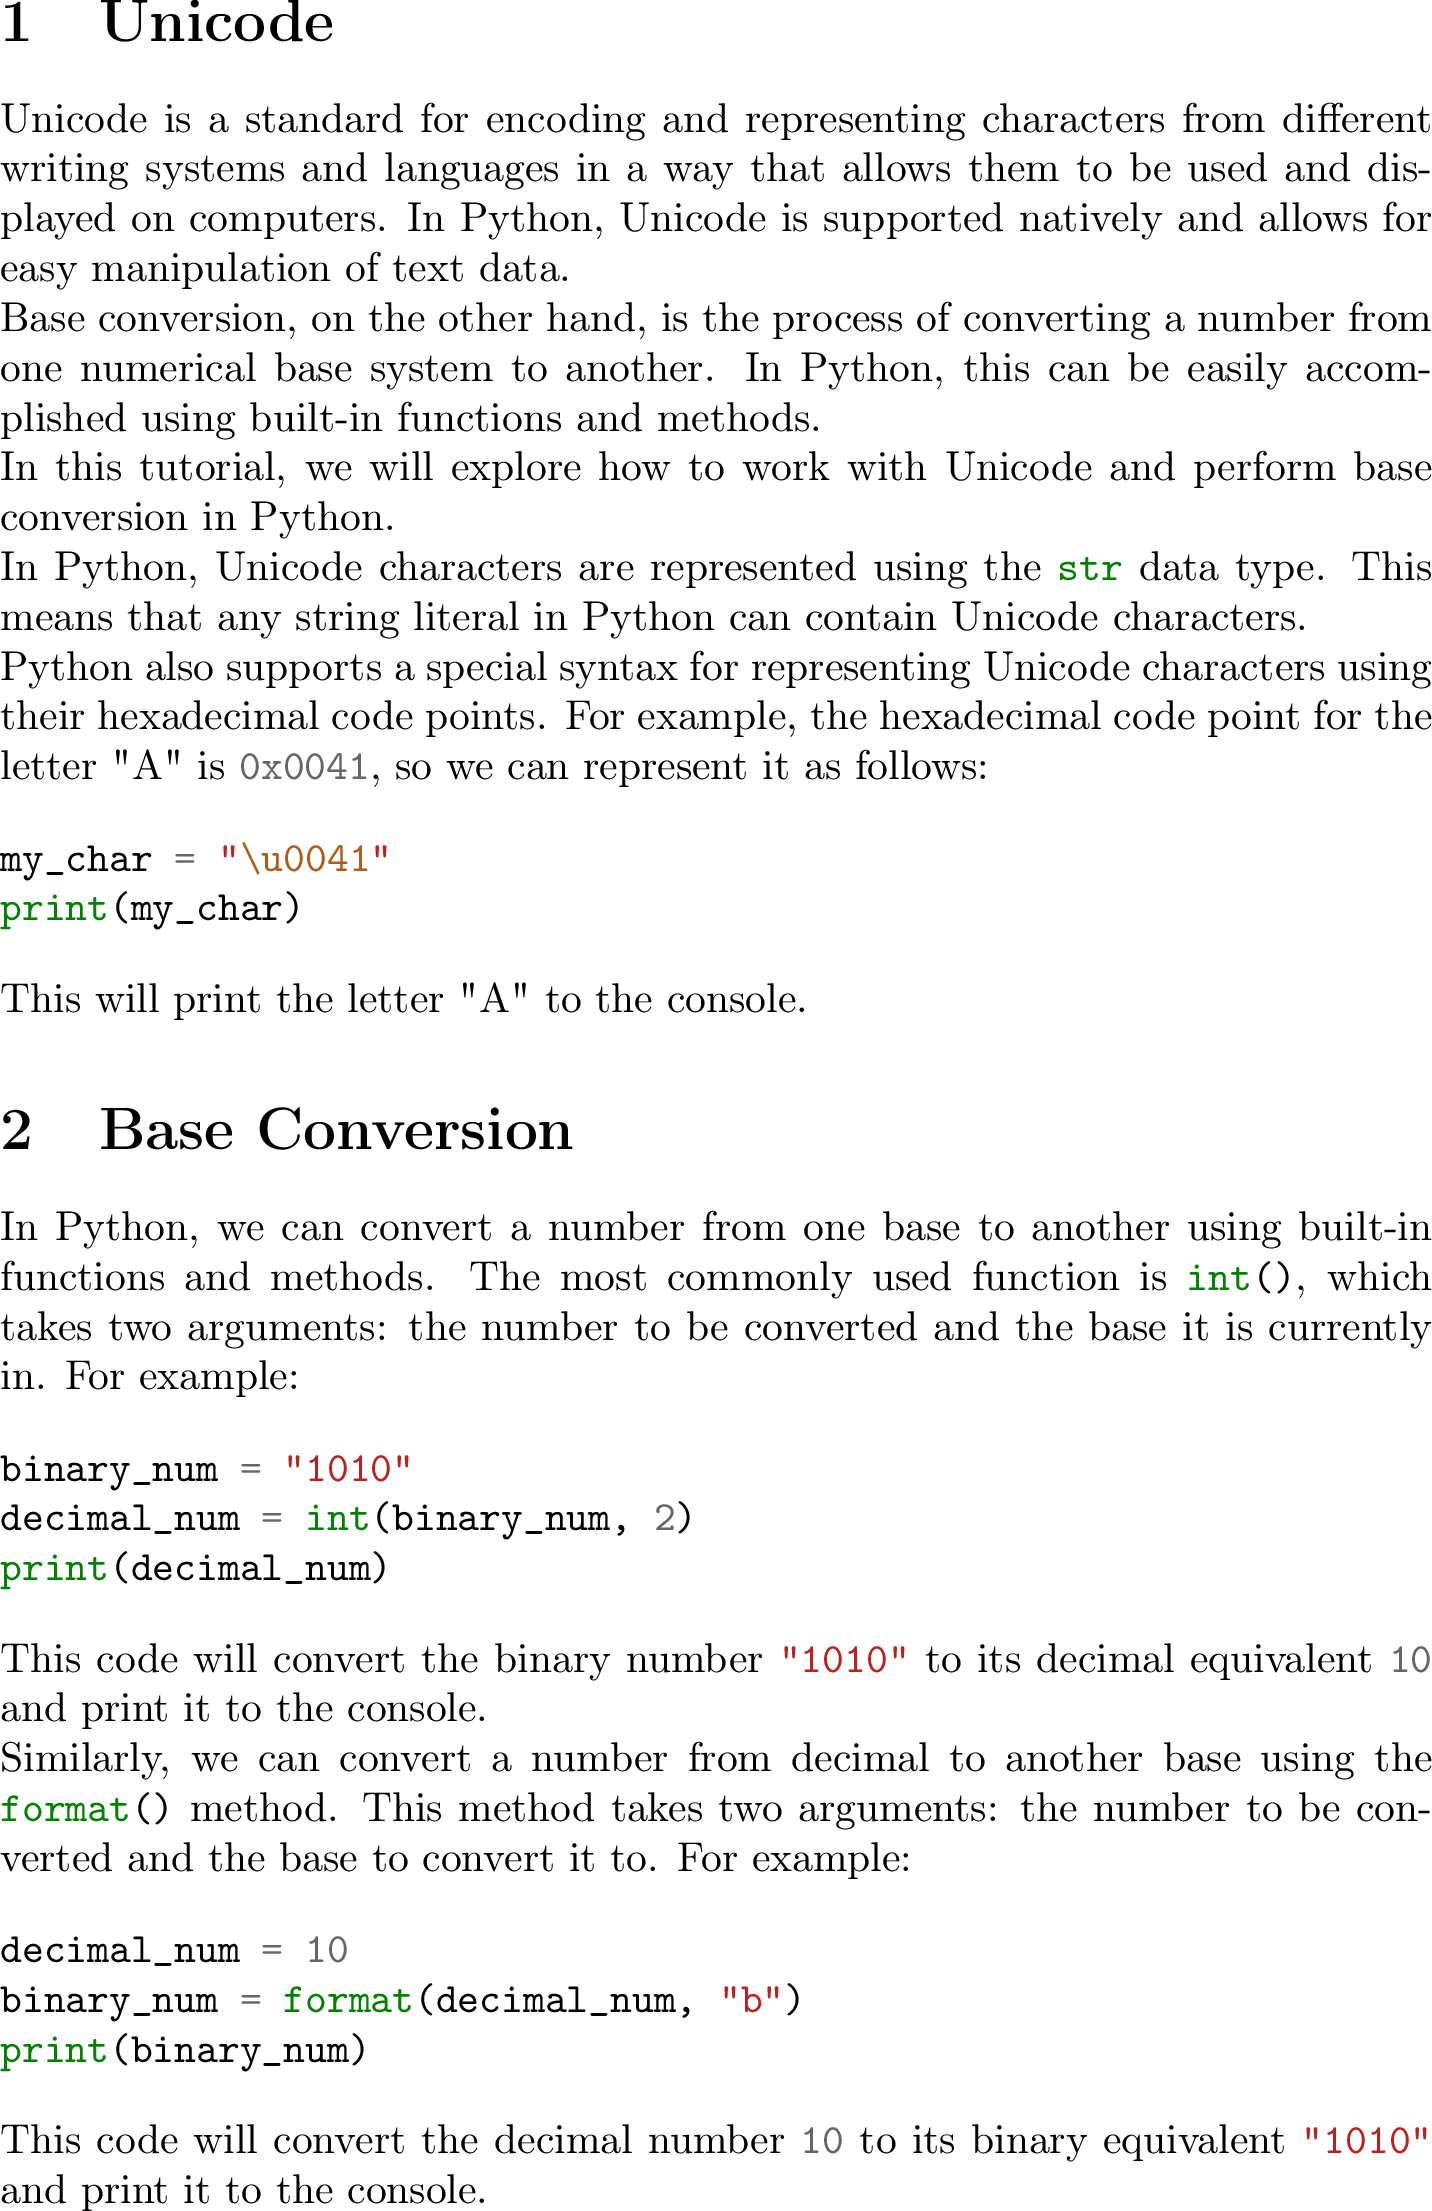 1 Unicode
Unicode is a standard for encoding and representing characters from different
writing systems and languages in a way that allows them to be used and dis-
played on computers. In Python, Unicode is supported natively and allows for
easy manipulation of text data.
Base conversion, on the other hand, is the process of converting a number from
one numerical base system to another. In Python, this can be easily accom-
plished using built-in functions and methods.
In this tutorial, we will explore how to work with Unicode and perform base
conversion in Python.
In Python, Unicode characters are represented using the str data type. This
means that any string literal in Python can contain Unicode characters.
Python also supports a special syntax for representing Unicode characters using
their hexadecimal code points. For example, the hexadecimal code point for the
letter "A" is 0x0041, so we can represent it as follows:
my_char = "\u0041"
print(my_char)
This will print the letter "A" to the console.
2 Base Conversion
In Python, we can convert a number from one base to another using built-in
functions and methods. The most commonly used function is int(), which
takes two arguments: the number to be converted and the base it is currently
in. For example:
binary_num = "1010"
decimal_num = int(binary_num, 2)
print(decimal_num)
This code will convert the binary number "1010" to its decimal equivalent 10
and print it to the console.
Similarly, we can convert a number from decimal to another base using the
format() method. This method takes two arguments: the number to be con-
verted and the base to convert it to. For example:
decimal_num = 10
binary_num = format(decimal_num, "b")
print(binary_num)
This code will convert the decimal number 10 to its binary equivalent "1010"
and print it to the console.